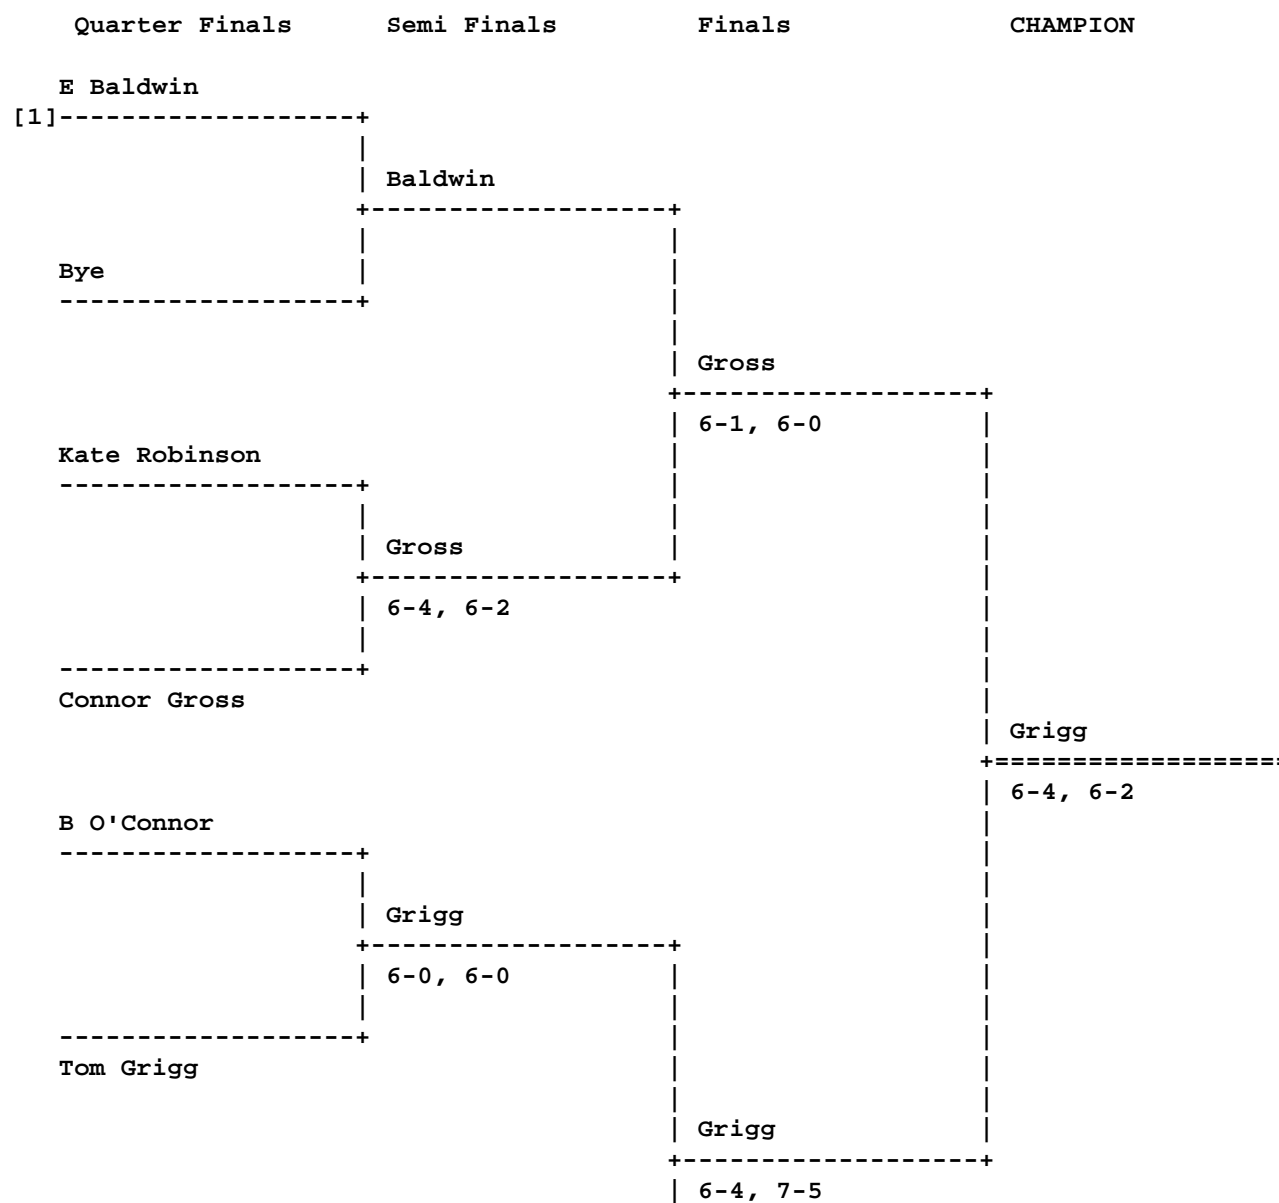 Quarter Finals Semi Finals Finals CHAMPION
E Baldwin
[1]-------------------+
|
| Baldwin
+-------------------+
| |
Bye | |
-------------------+ |
|
| Gross
+-------------------+
| 6-1, 6-0 |
Kate Robinson | |
-------------------+ | |
| | |
| Gross | |
+-------------------+ |
| 6-4, 6-2 |
| |
-------------------+ |
Connor Gross |
| Grigg
+===================
| 6-4, 6-2
B O'Connor |
-------------------+ |
| |
| Grigg |
+-------------------+ |
| 6-0, 6-0 | |
| | |
-------------------+ | |
Tom Grigg | |
| |
| Grigg |
+-------------------+
| 6-4, 7-5